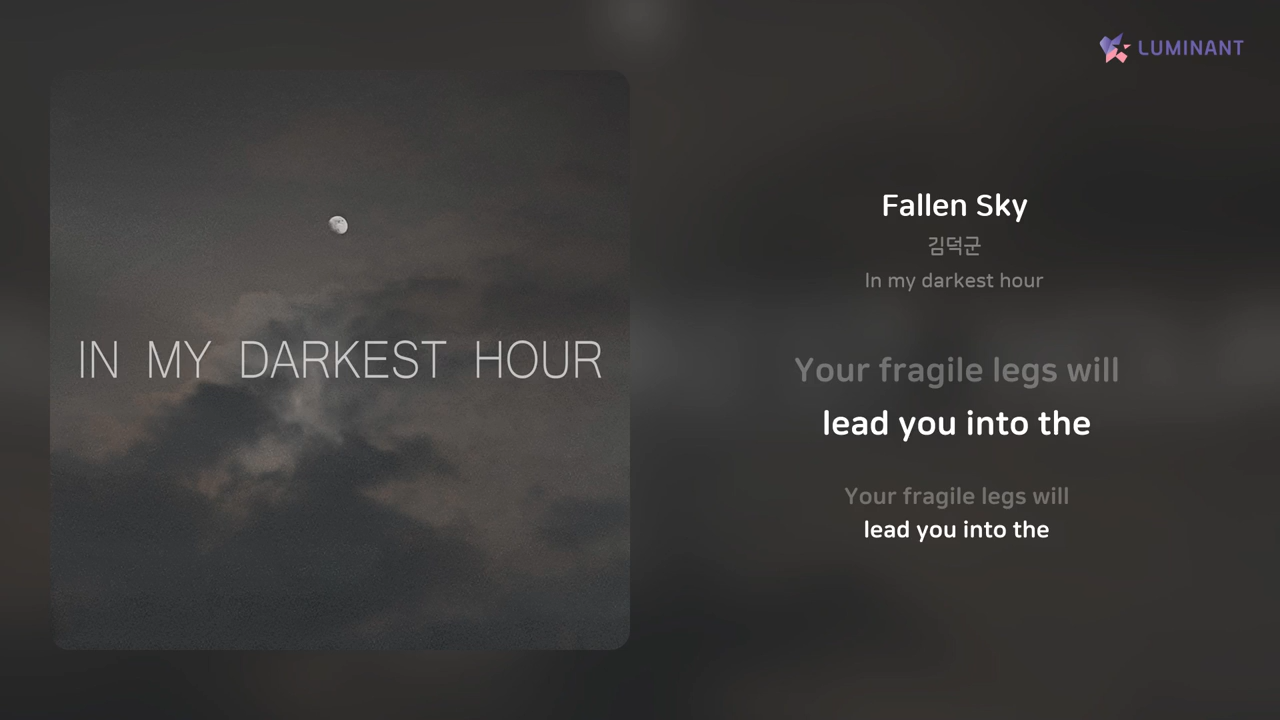 LUMINANT
IN MY DARKEST HOUR
Fallen Sky
김덕군
In my darkest hour
Your fragile legs will
lead you into the
Your fragile legs will
lead you into the